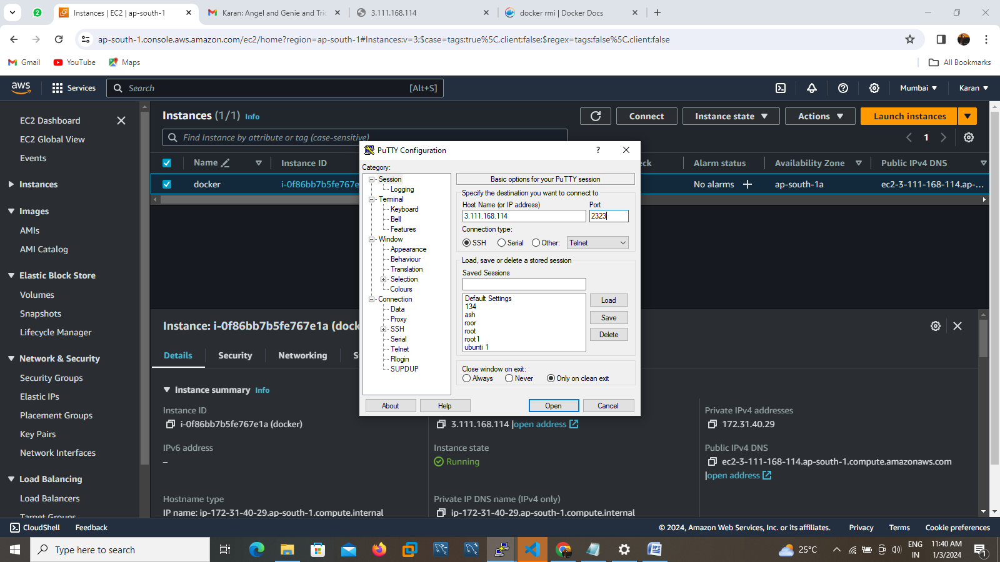 Instances | EC2 | ap-south-1
Karan: Angel and Genie and Tric
3.111.168.114
docker rmi | Docker Docs
ap-south-1.console.aws.amazon.com/ec2/home?region=ap-south-1#Instances:v=3;$case=tags:true%5C,client:false;$regex=tags:false%5C,client:false
Gmail
YouTube
Maps
All Bookmarks
aws
Services
Search
[Alt+S]
Mumbai
Karan
EC2 Dashboard
EC2 Global View
Events
Instances
Images
AMIs
AMI Catalog
Elastic Block Store
Volumes
Snapshots
Lifecycle Manager
Network & Security
Security Groups
Elastic IPs
Placement Groups
Key Pairs
Network Interfaces
Load Balancing
Load Balancers
Target Groups
Instances (1/1) Info
Connect
Instance state
Actions
Launch instances
Find Instance by attribute or tag (case-sensitive)
1
Name
Instance ID
ck
Alarm status
Availability Zone
Public IPv4 DNS
docker
i-0f86bb7b5fe767e
No alarms
ap-south-1a
ec2-3-111-168-114.ap-...
PuTTY Configuration
?
Category:
Session
Logging
Terminal
Keyboard
Bell
Features
Window
Appearance
Behaviour
Translation
Selection
Colours
Connection
Data
Proxy
SSH
Serial
Telnet
Rlogin
SUPDUP
Basic options for your PuTTY session
Specify the destination you want to connect to
Host Name (or IP address)
Port
3.111.168.114
2323
Connection type:
SSH
Serial
Other:
Telnet
Load, save or delete a stored session
Saved Sessions
Default Settings
134
ash
roor
root
root1
ubunti 1
Load
Save
Delete
Close window on exit:
Always
Never
Only on clean exit
About
Help
Open
Cancel
Instance: i-0f86bb7b5fe767e1a (dock
Details
Security
Networking
S
Instance summary Info
Instance ID
i-0f86bb7b5fe767e1a (docker)
3.111.168.114 |open address
Private IPv4 addresses
172.31.40.29
IPv6 address
–
Instance state
Running
Public IPv4 DNS
ec2-3-111-168-114.ap-south-1.compute.amazonaws.com
|open address
Hostname type
IP name: ip-172-31-40-29.ap-south-1.compute.internal
Private IP DNS name (IPv4 only)
ip-172-31-40-29.ap-south-1.compute.internal
CloudShell
Feedback
© 2024, Amazon Web Services, Inc. or its affiliates.
Privacy
Terms
Cookie preferences
Type here to search
25°C
ENG
IN
11:40 AM
1/3/2024
1